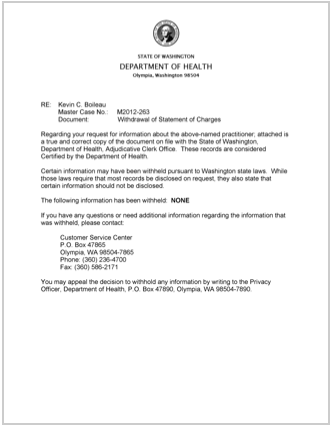 STATE OF WASHINGTON
DEPARTMENT OF HEALTH
Olympia, Washington 98504
RE: Kevin C. Boileau
Master Case No.: M2012-263
Document: Withdrawal of Statement of Charges
Regarding your request for information about the above-named practitioner; attached is
a true and correct copy of the document on file with the State of Washington,
Department of Health, Adjudicative Clerk Office. These records are considered
Certified by the Department of Health.
Certain information may have been withheld pursuant to Washington state laws. While
those laws require that most records be disclosed on request, they also state that
certain information should not be disclosed.
The following information has been withheld: NONE
If you have any questions or need additional information regarding the information that
was withheld, please contact:
Customer Service Center
P.O. Box 47865
Olympia, WA 98504-7865
Phone: (360) 236-4700
Fax: (360) 586-2171
You may appeal the decision to withhold any information by writing to the Privacy
Officer, Department of Health, P.O. Box 47890, Olympia, WA 98504-7890.